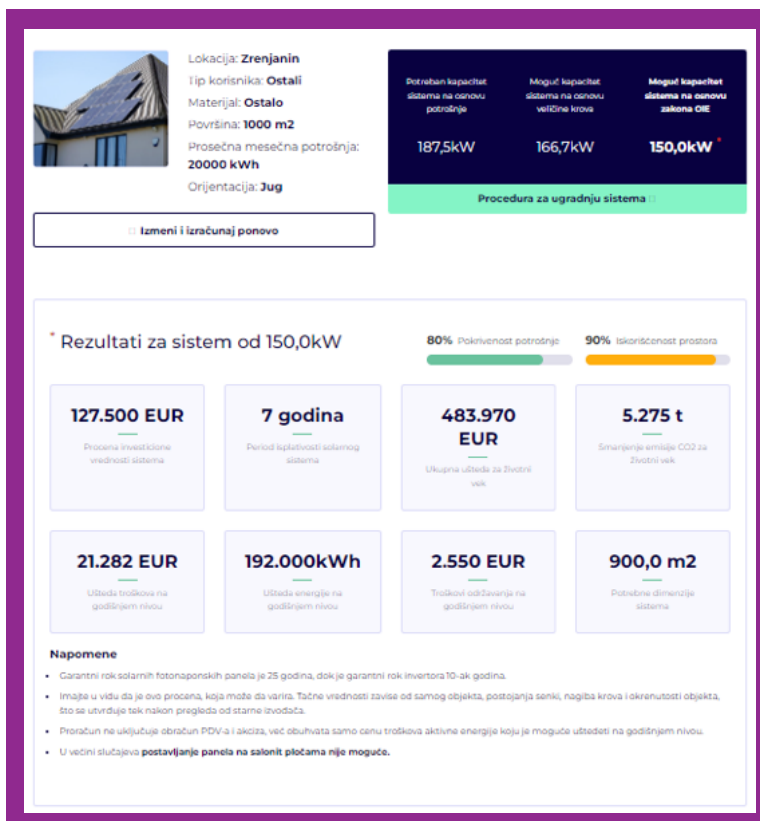 Lokacija: Zrenjanin
Tip korisnika: Ostali
Materijal: Ostalo
Površina: 1000 m2
Prosečna mesečna potrošnja:
20000 kWh
Orijentacija: Jug
Izmeni i izračunaj ponovo
Potreban kapacitet
sistema na osnovu
potrošnje
187,5kW
Moguć kapacitet
sistema na osnovu
veličine krova
166,7kW
Moguć kapacitet
sistema na osnovu
zakona OIE
150,0kW *
Procedura za ugradnju sistema
* Rezultati za sistem od 150,0kW
80% Pokrivenost potrošnje
90% Iskorišćenost prostora
127.500 EUR
Procena investicione
vrednosti sistema
7 godina
Period isplativosti solarnog
sistema
483.970
EUR
Ukupna ušteda za životni
vek
5.275 t
Smanjenje emisije CO2 za
životni vek
21.282 EUR
Ušteda troškova na
godišnjem nivou
192.000kWh
Ušteda energije na
godišnjem nivou
2.550 EUR
Troškovi održavanja na
godišnjem nivou
900,0 m2
Potrebne dimenzije
sistema
Napomene
• Garantni rok solarnih fotonaponskih panela je 25 godina, dok je garantni rok invertora 10-ak godina.
• Imajte u vidu da je ovo procena, koja može da varira. Tačne vrednosti zavise od samog objekta, postojanja senki, nagiba krova i okrenutosti objekta,
što se utvrđuje tek nakon pregleda od starne izvođača.
• Proračun ne uključuje obračun PDV-a i akciza, već obuhvata samo cenu troškova aktivne energije koju je moguće uštedeti na godišnjem nivou.
• U većini slučajeva postavljanje panela na salonit pločama nije moguće.